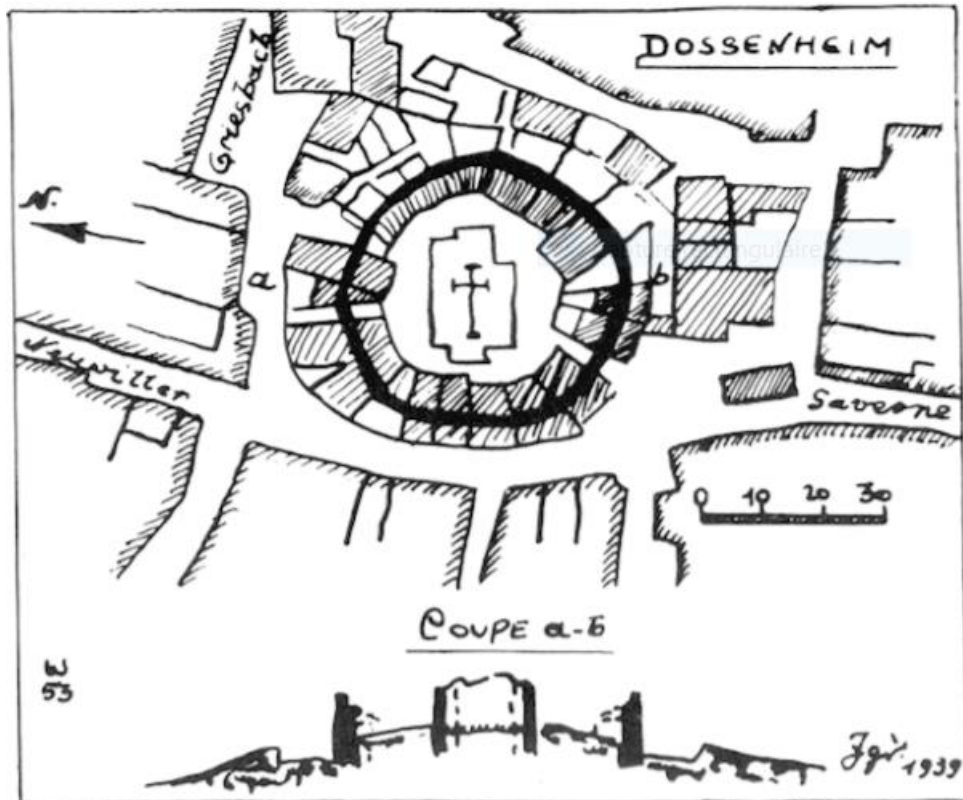 DOSSENHEIM
Griesbach
N.
a
b
Neuwiller
Saverne
0 10 20 30
COUPE a-b
53
1939